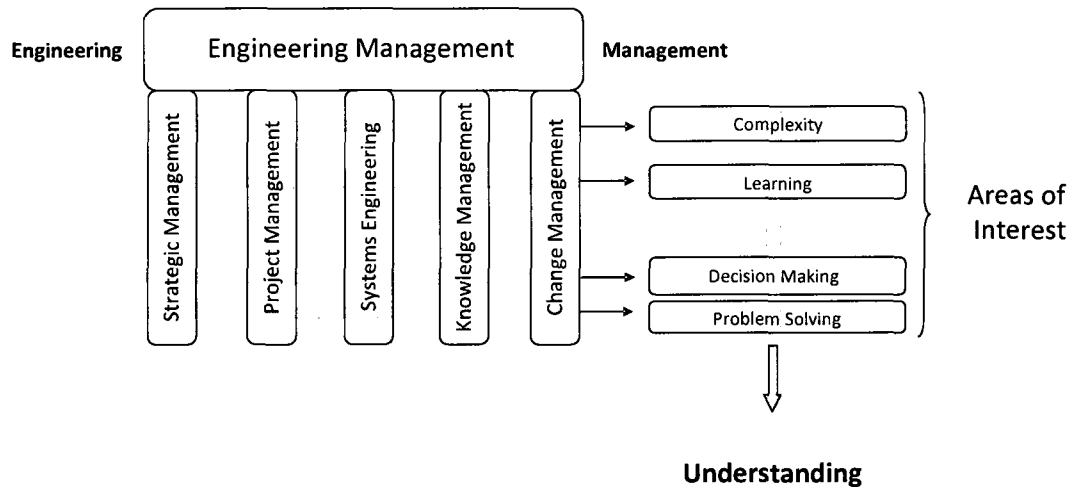 Engineering
Engineering Management
Management
Strategic Management
Project Management
Systems Engineering
Knowledge Management
Change Management
Complexity
Learning
Decision Making
Problem Solving
Areas of
Interest
Understanding